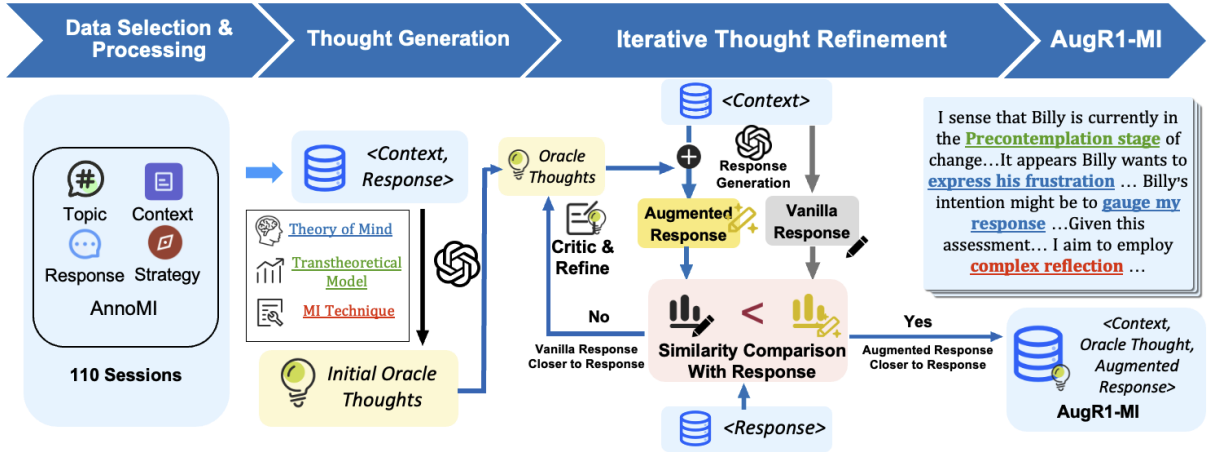 Data Selection &
Processing
Thought Generation
Iterative Thought Refinement
AugR1-MI
#
Topic
Context
Response
Strategy
AnnoMI
110 Sessions
<Context,
Response>
Theory of Mind
Transtheoretical
Model
MI Technique
Initial Oracle
Thoughts
Oracle
Thoughts
Critic &
Refine
No
Vanilla Response
Closer to Response
<Context>
+
Response
Generation
Augmented
Response
Vanilla
Response
<
Similarity Comparison
With Response
<Response>
Yes
Augmented Response
Closer to Response
I sense that Billy is currently in
the Precontemplation stage of
change…It appears Billy wants to
express his frustration … Billy's
intention might be to gauge my
response …Given this
assessment… I aim to employ
complex reflection …
<Context,
Oracle Thought,
Augmented
Response>
AugR1-MI